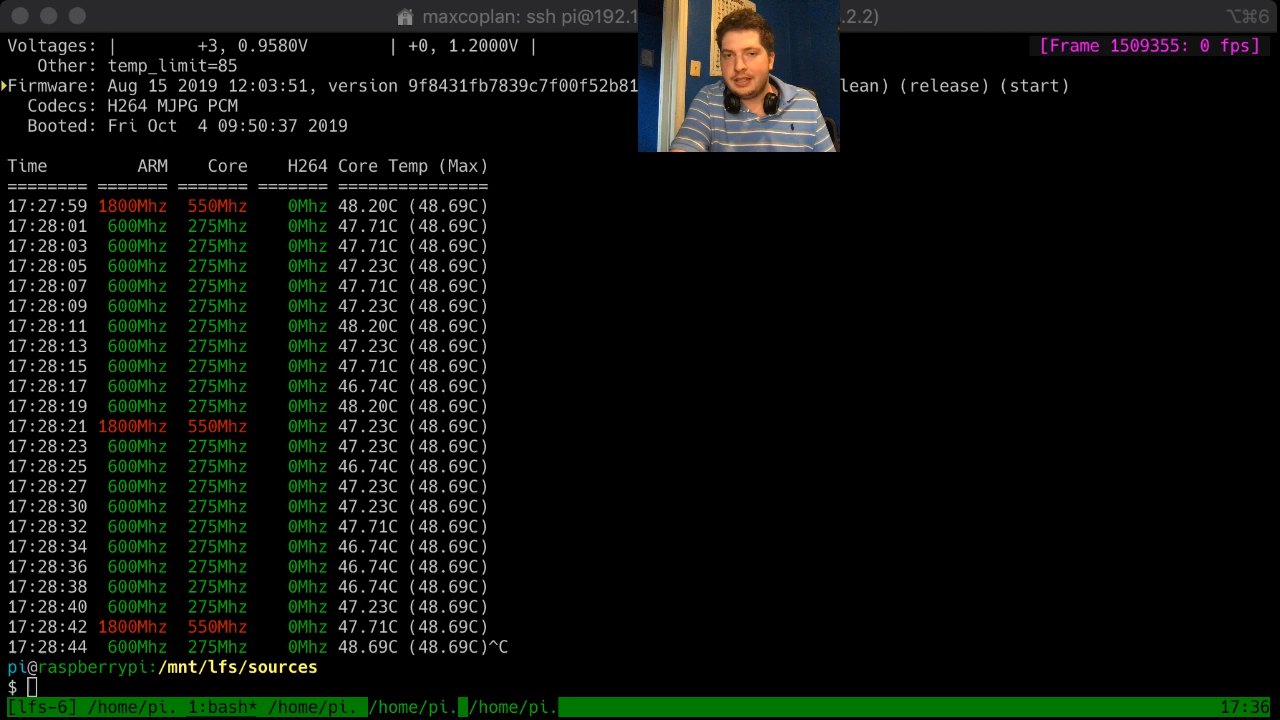 maxcoplan: ssh pi@192.1 .2.2) ⌥⌘6
Voltages: | +3, 0.9580V | +0, 1.2000V | [Frame 1509355: 0 fps]
Other: temp_limit=85
Firmware: Aug 15 2019 12:03:51, version 9f8431fb7839c7f00f52b81 lean) (release) (start)
Codecs: H264 MJPG PCM
Booted: Fri Oct 4 09:50:37 2019
Time ARM Core H264 Core Temp (Max)
======== ======= ======= ======= ===============
17:27:59 1800Mhz 550Mhz 0Mhz 48.20C (48.69C)
17:28:01 600Mhz 275Mhz 0Mhz 47.71C (48.69C)
17:28:03 600Mhz 275Mhz 0Mhz 47.71C (48.69C)
17:28:05 600Mhz 275Mhz 0Mhz 47.23C (48.69C)
17:28:07 600Mhz 275Mhz 0Mhz 47.71C (48.69C)
17:28:09 600Mhz 275Mhz 0Mhz 47.23C (48.69C)
17:28:11 600Mhz 275Mhz 0Mhz 48.20C (48.69C)
17:28:13 600Mhz 275Mhz 0Mhz 47.23C (48.69C)
17:28:15 600Mhz 275Mhz 0Mhz 47.71C (48.69C)
17:28:17 600Mhz 275Mhz 0Mhz 46.74C (48.69C)
17:28:19 600Mhz 275Mhz 0Mhz 48.20C (48.69C)
17:28:21 1800Mhz 550Mhz 0Mhz 47.23C (48.69C)
17:28:23 600Mhz 275Mhz 0Mhz 47.23C (48.69C)
17:28:25 600Mhz 275Mhz 0Mhz 46.74C (48.69C)
17:28:27 600Mhz 275Mhz 0Mhz 47.23C (48.69C)
17:28:30 600Mhz 275Mhz 0Mhz 47.23C (48.69C)
17:28:32 600Mhz 275Mhz 0Mhz 47.71C (48.69C)
17:28:34 600Mhz 275Mhz 0Mhz 46.74C (48.69C)
17:28:36 600Mhz 275Mhz 0Mhz 46.74C (48.69C)
17:28:38 600Mhz 275Mhz 0Mhz 46.74C (48.69C)
17:28:40 600Mhz 275Mhz 0Mhz 47.23C (48.69C)
17:28:42 1800Mhz 550Mhz 0Mhz 47.71C (48.69C)
17:28:44 600Mhz 275Mhz 0Mhz 48.69C (48.69C)^C
pi@raspberrypi:/mnt/lfs/sources
$
[lfs-6] /home/pi. 1:bash* /home/pi. /home/pi. /home/pi. 17:36